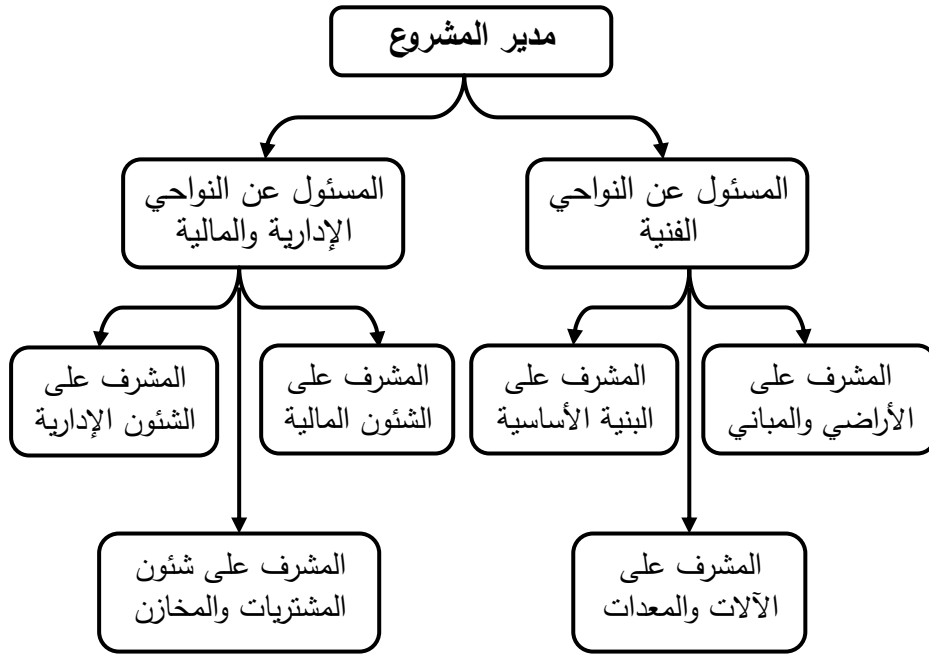 مدير المشروع
المسئول عن النواحي
الفنية
المسئول عن النواحي
الإدارية والمالية
المشرف على
الأراضي والمباني
المشرف على
البنية الأساسية
المشرف على
الشئون المالية
المشرف على
الشئون الإدارية
المشرف على
الآلات والمعدات
المشرف على شئون
المشتريات والمخازن